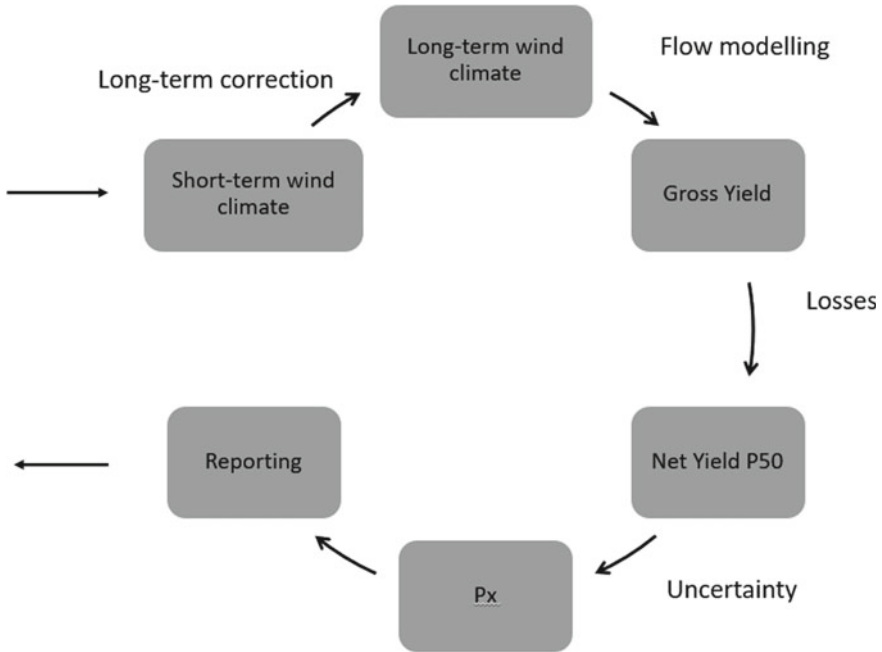 Long-term wind
climate
Flow modelling
Long-term correction
Short-term wind
climate
Gross Yield
Losses
Reporting
Net Yield P50
Px
Uncertainty